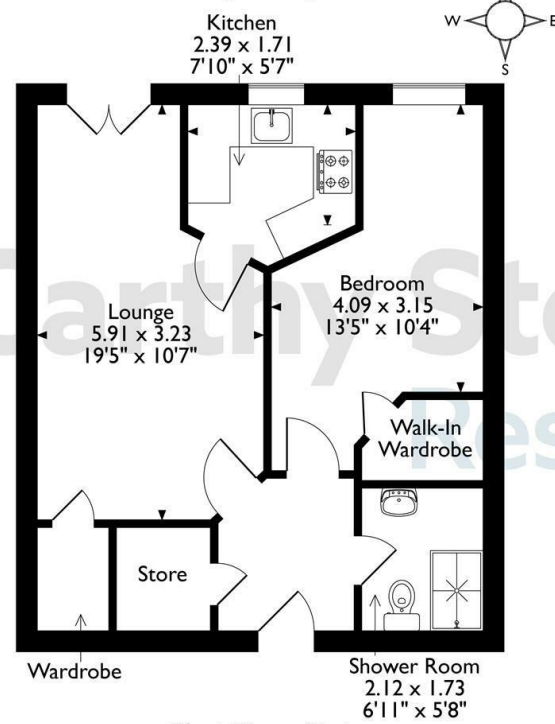 Kitchen
2.39 x 1.71
7'10" x 5'7"
W
E
S
Lounge
5.91 x 3.23
19'5" x 10'7"
Bedroom
4.09 x 3.15
13'5" x 10'4"
Walk-In
Wardrobe
Store
Wardrobe
Shower Room
2.12 x 1.73
6'11" x 5'8"